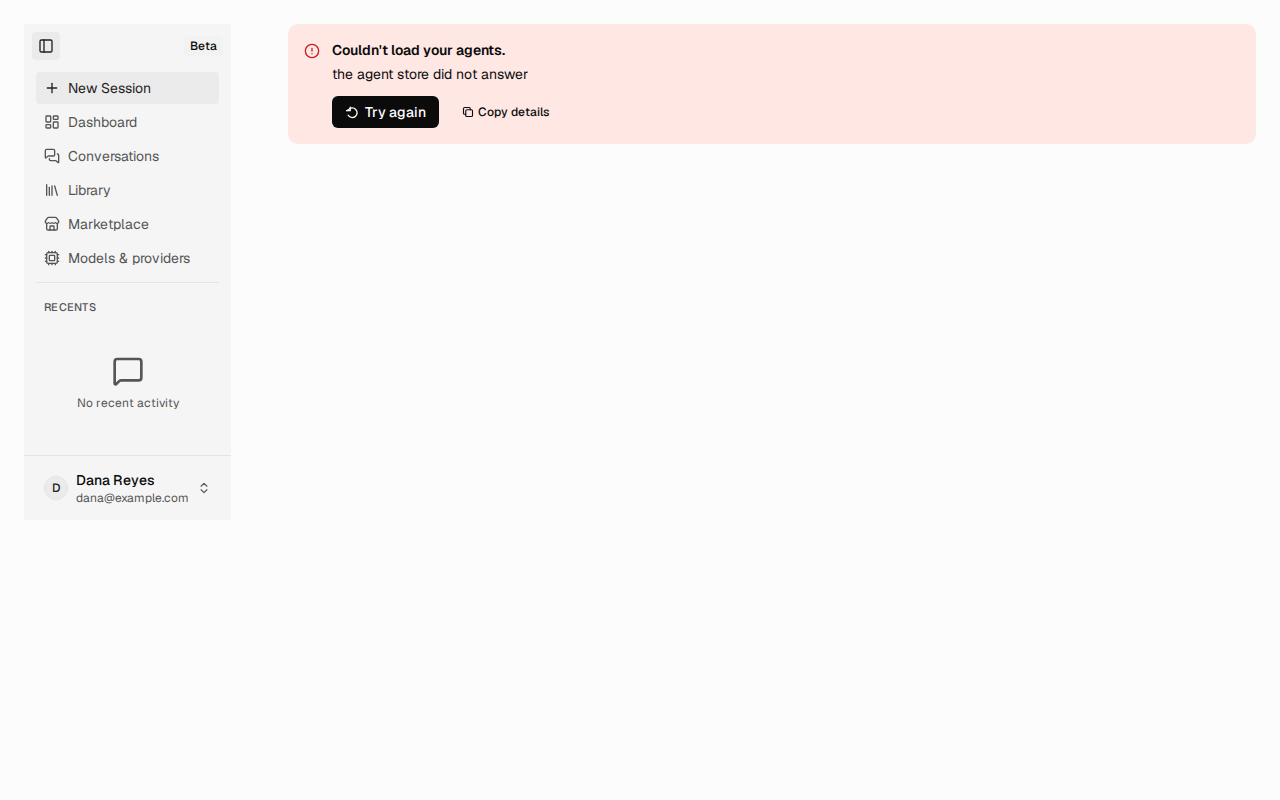 Beta
New Session
Dashboard
Conversations
Library
Marketplace
Models & providers
RECENTS
No recent activity
D
Dana Reyes
dana@example.com
Couldn't load your agents.
the agent store did not answer
Try again
Copy details